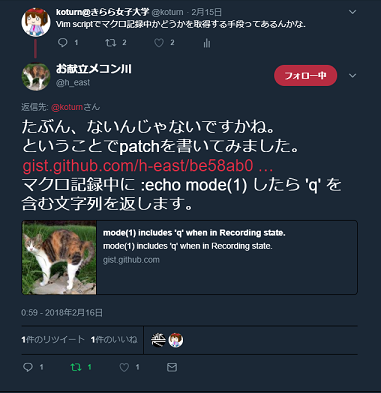 koturn@きらら女子大学 @koturn · 2月15日
Vim scriptでマクロ記録中かどうかを取得する手段ってあるんかな.
1 2 2
お献立メコン川
@h_east
フォロー中
返信先: @koturnさん
たぶん、ないんじゃないですかね。
ということでpatchを書いてみました。
gist.github.com/h-east/be58ab0 …
マクロ記録中に :echo mode(1) したら 'q' を
含む文字列を返します。
mode(1) includes 'q' when in Recording state.
mode(1) includes 'q' when in Recording state.
gist.github.com
0:59 - 2018年2月16日
1件のリツイート 1件のいいね
1 1 1